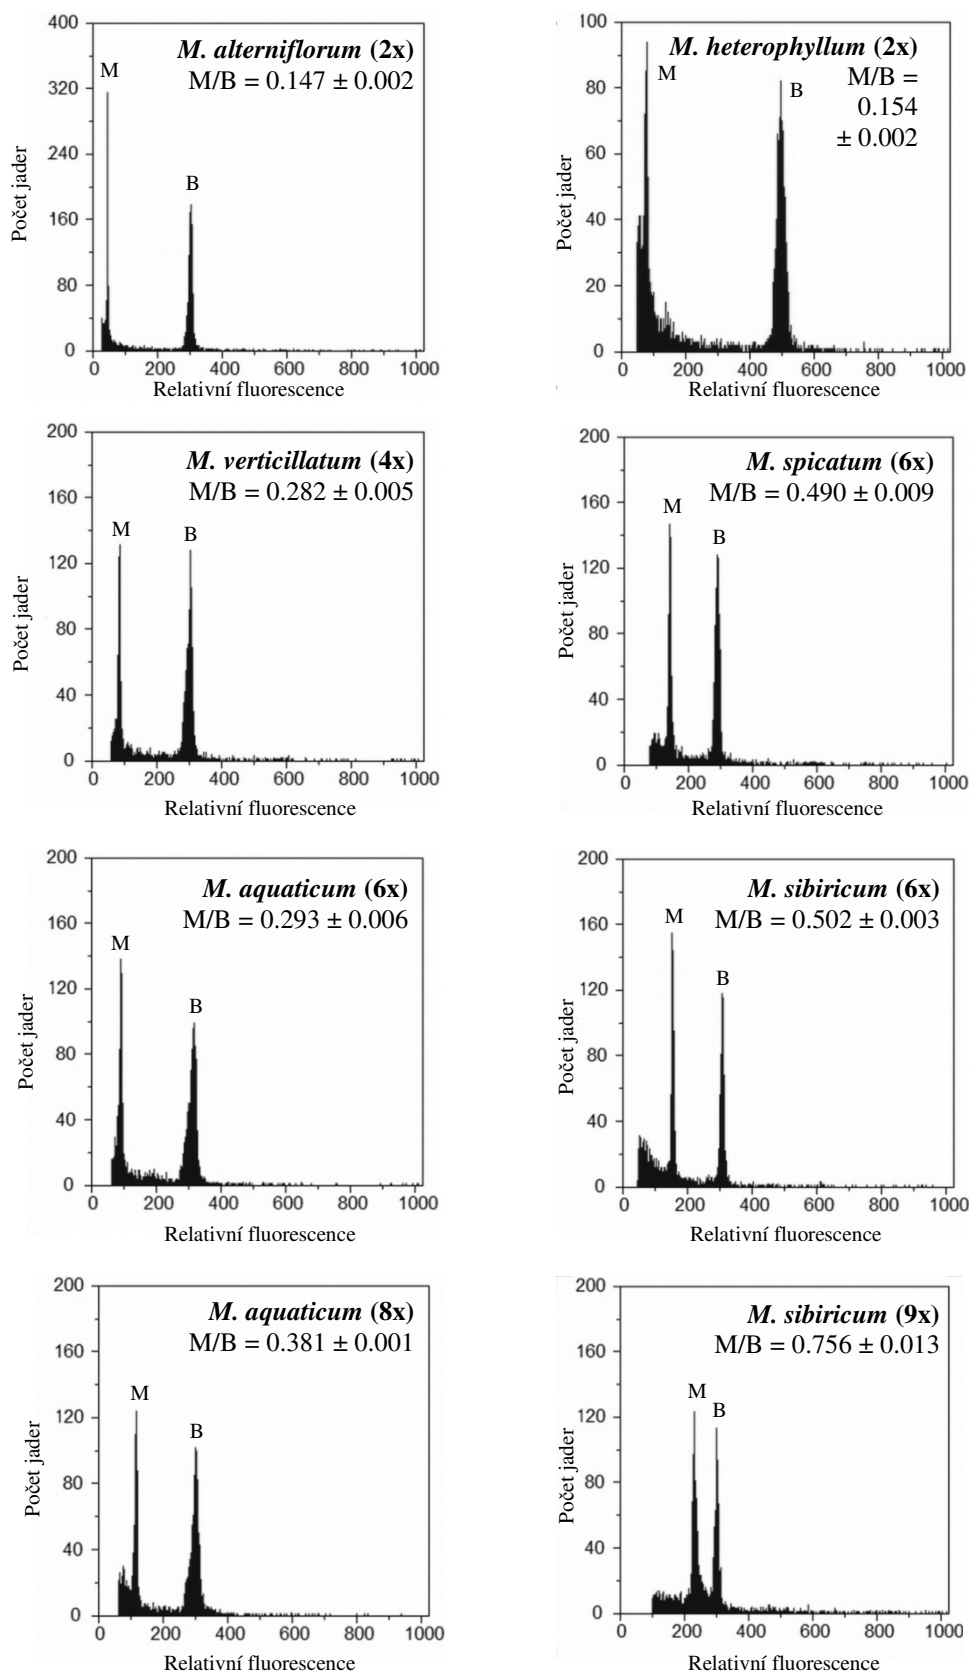 M. alterniflorum (2x)
M/B = 0.147 ± 0.002
M
B
400
320
240
160
80
0
0 200 400 600 800 1000
Počet jader
Relativní fluorescence
M. heterophyllum (2x)
M/B =
0.154
± 0.002
M
B
100
80
60
40
20
0
0 200 400 600 800 1000
Počet jader
Relativní fluorescence
M. verticillatum (4x)
M/B = 0.282 ± 0.005
M
B
200
160
120
80
40
0
0 200 400 600 800 1000
Počet jader
Relativní fluorescence
M. spicatum (6x)
M/B = 0.490 ± 0.009
M
B
200
160
120
80
40
0
0 200 400 600 800 1000
Počet jader
Relativní fluorescence
M. aquaticum (6x)
M/B = 0.293 ± 0.006
M
B
200
160
120
80
40
0
0 200 400 600 800 1000
Počet jader
Relativní fluorescence
M. sibiricum (6x)
M/B = 0.502 ± 0.003
M
B
200
160
120
80
40
0
0 200 400 600 800 1000
Počet jader
Relativní fluorescence
M. aquaticum (8x)
M/B = 0.381 ± 0.001
M
B
200
160
120
80
40
0
0 200 400 600 800 1000
Počet jader
Relativní fluorescence
M. sibiricum (9x)
M/B = 0.756 ± 0.013
M
B
200
160
120
80
40
0
0 200 400 600 800 1000
Počet jader
Relativní fluorescence